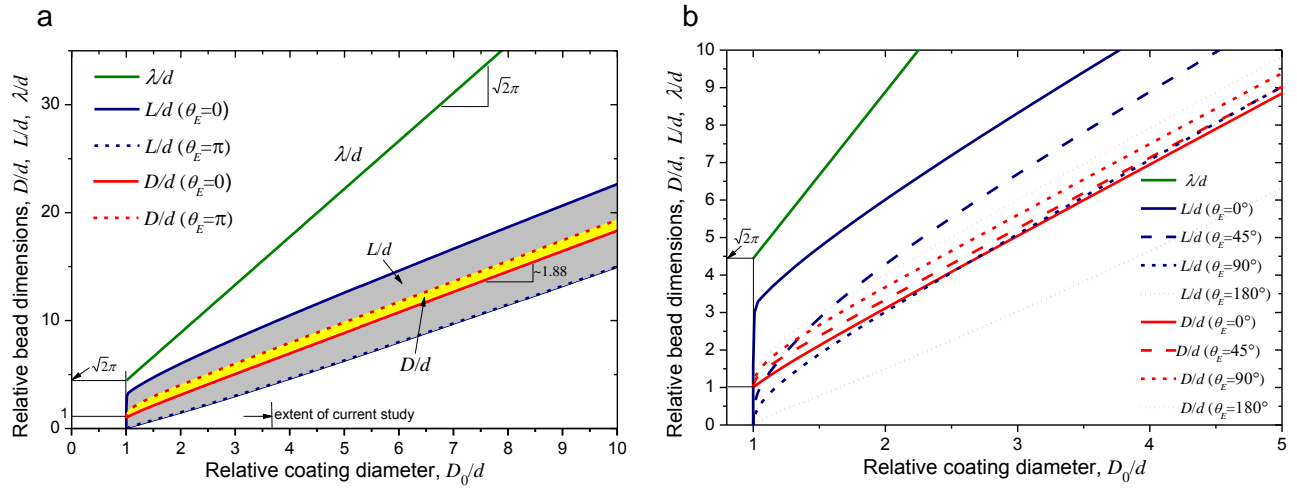 a
Relative bead dimensions, D/d, L/d, λ/d
35
30
20
10
5
1
0
λ/d
L/d (θE=0)
L/d (θE=π)
D/d (θE=0)
D/d (θE=π)
√2π
λ/d
√2π
L/d
~1.88
D/d
extent of current study
0 1 2 3 4 5 6 7 8 9 10
Relative coating diameter, D0/d
b
Relative bead dimensions, D/d, L/d, λ/d
10
9
8
7
6
5
4
3
2
1
0
√2π
λ/d
L/d (θE=0°)
L/d (θE=45°)
L/d (θE=90°)
L/d (θE=180°)
D/d (θE=0°)
D/d (θE=45°)
D/d (θE=90°)
D/d (θE=180°
1 2 3 4 5
Relative coating diameter, D0/d